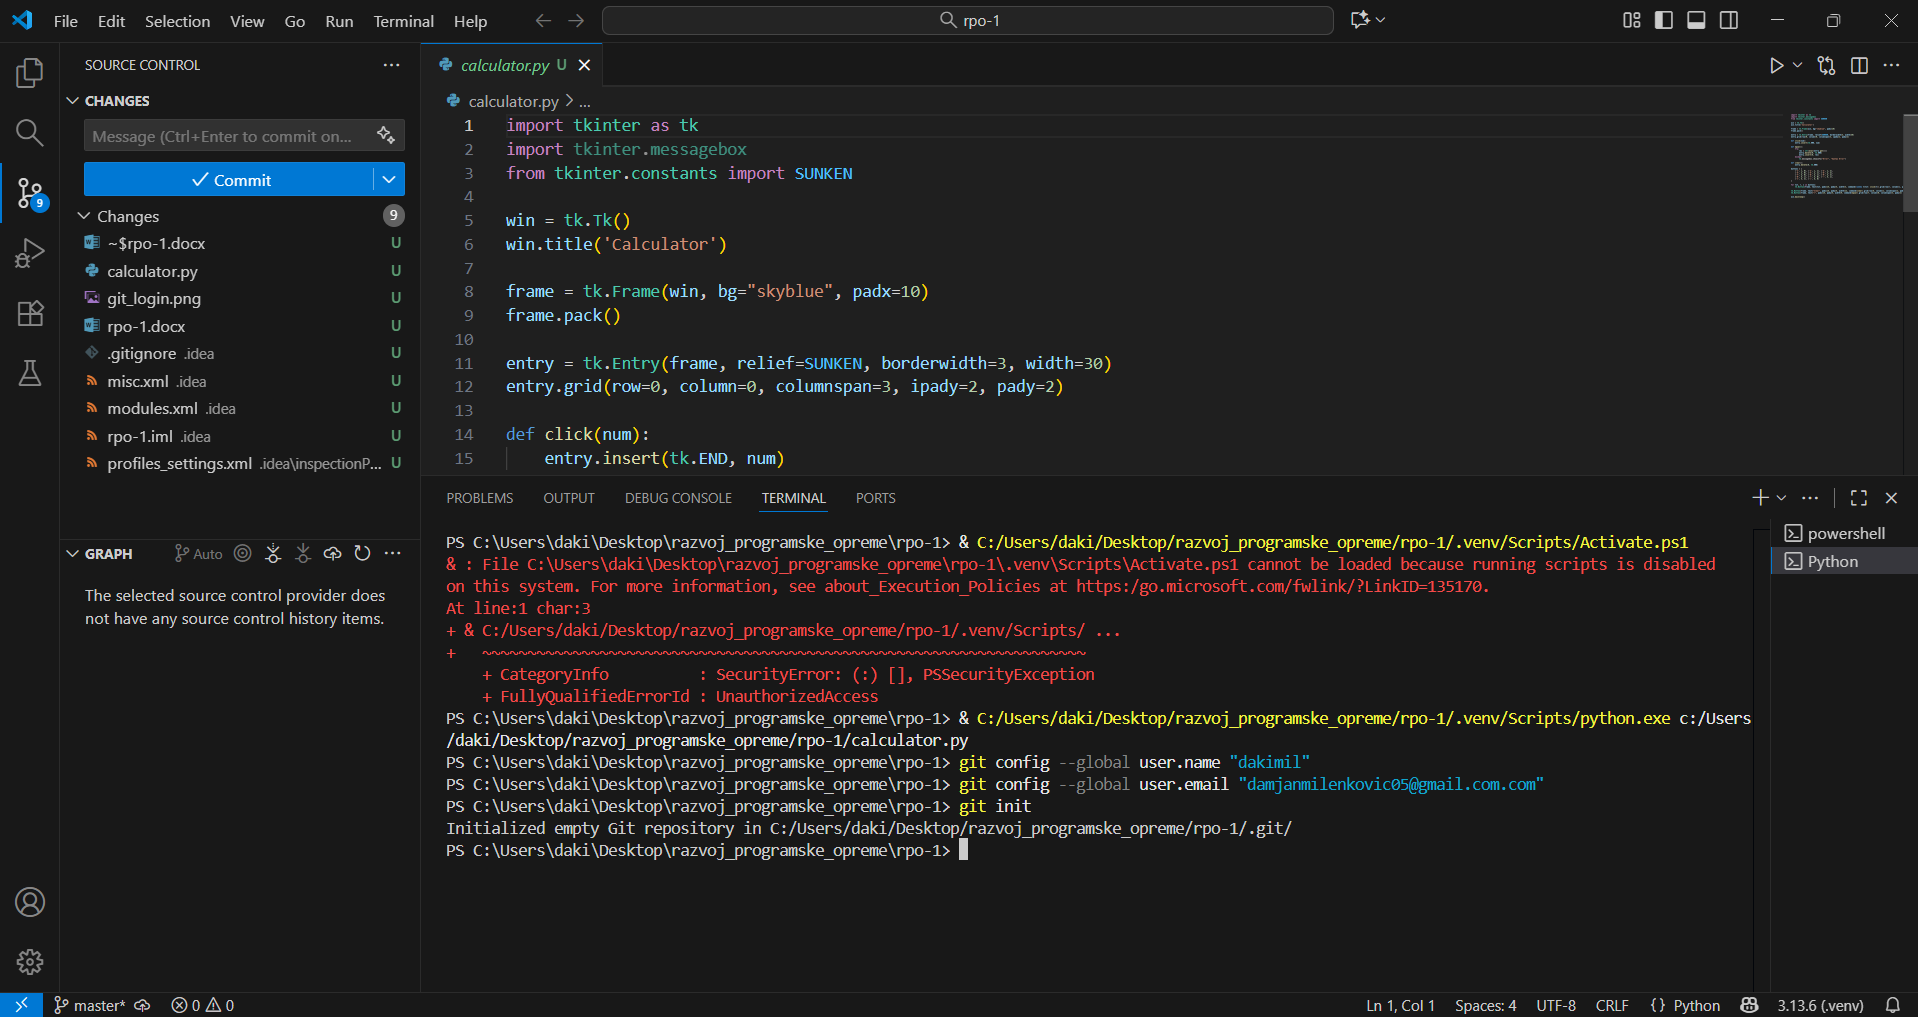 File Edit Selection View Go Run Terminal Help
rpo-1
SOURCE CONTROL
CHANGES
Message (Ctrl+Enter to commit on...
Commit
Changes 9
~$rpo-1.docx U
calculator.py U
git_login.png U
rpo-1.docx U
.gitignore .idea U
misc.xml .idea U
modules.xml .idea U
rpo-1.iml .idea U
profiles_settings.xml .idea\inspectionP... U
9
GRAPH Auto
The selected source control provider does
not have any source control history items.
calculator.py U
calculator.py > ...
1 import tkinter as tk
2 import tkinter.messagebox
3 from tkinter.constants import SUNKEN
4
5 win = tk.Tk()
6 win.title('Calculator')
7
8 frame = tk.Frame(win, bg="skyblue", padx=10)
9 frame.pack()
10
11 entry = tk.Entry(frame, relief=SUNKEN, borderwidth=3, width=30)
12 entry.grid(row=0, column=0, columnspan=3, ipady=2, pady=2)
13
14 def click(num):
15 entry.insert(tk.END, num)
PROBLEMS OUTPUT DEBUG CONSOLE TERMINAL PORTS
PS C:\Users\daki\Desktop\razvoj_programske_opreme\rpo-1> & C:/Users/daki/Desktop/razvoj_programske_opreme/rpo-1/.venv/Scripts/Activate.ps1
& : File C:\Users\daki\Desktop\razvoj_programske_opreme\rpo-1\.venv\Scripts\Activate.ps1 cannot be loaded because running scripts is disabled
on this system. For more information, see about_Execution_Policies at https:/go.microsoft.com/fwlink/?LinkID=135170.
At line:1 char:3
+ & C:/Users/daki/Desktop/razvoj_programske_opreme/rpo-1/.venv/Scripts/ ...
+ ~~~~~~~~~~~~~~~~~~~~~~~~~~~~~~~~~~~~~~~~~~~~~~~~~~~~~~~~~~~~~~~~~~~
+ CategoryInfo : SecurityError: (:) [], PSSecurityException
+ FullyQualifiedErrorId : UnauthorizedAccess
PS C:\Users\daki\Desktop\razvoj_programske_opreme\rpo-1> & C:/Users/daki/Desktop/razvoj_programske_opreme/rpo-1/.venv/Scripts/python.exe c:/Users
/daki/Desktop/razvoj_programske_opreme/rpo-1/calculator.py
PS C:\Users\daki\Desktop\razvoj_programske_opreme\rpo-1> git config --global user.name "dakimil"
PS C:\Users\daki\Desktop\razvoj_programske_opreme\rpo-1> git config --global user.email "damjanmilenkovic05@gmail.com.com"
PS C:\Users\daki\Desktop\razvoj_programske_opreme\rpo-1> git init
Initialized empty Git repository in C:/Users/daki/Desktop/razvoj_programske_opreme/rpo-1/.git/
PS C:\Users\daki\Desktop\razvoj_programske_opreme\rpo-1>
powershell
Python
master* 0 0
Ln 1, Col 1 Spaces: 4 UTF-8 CRLF {} Python 3.13.6 (.venv)